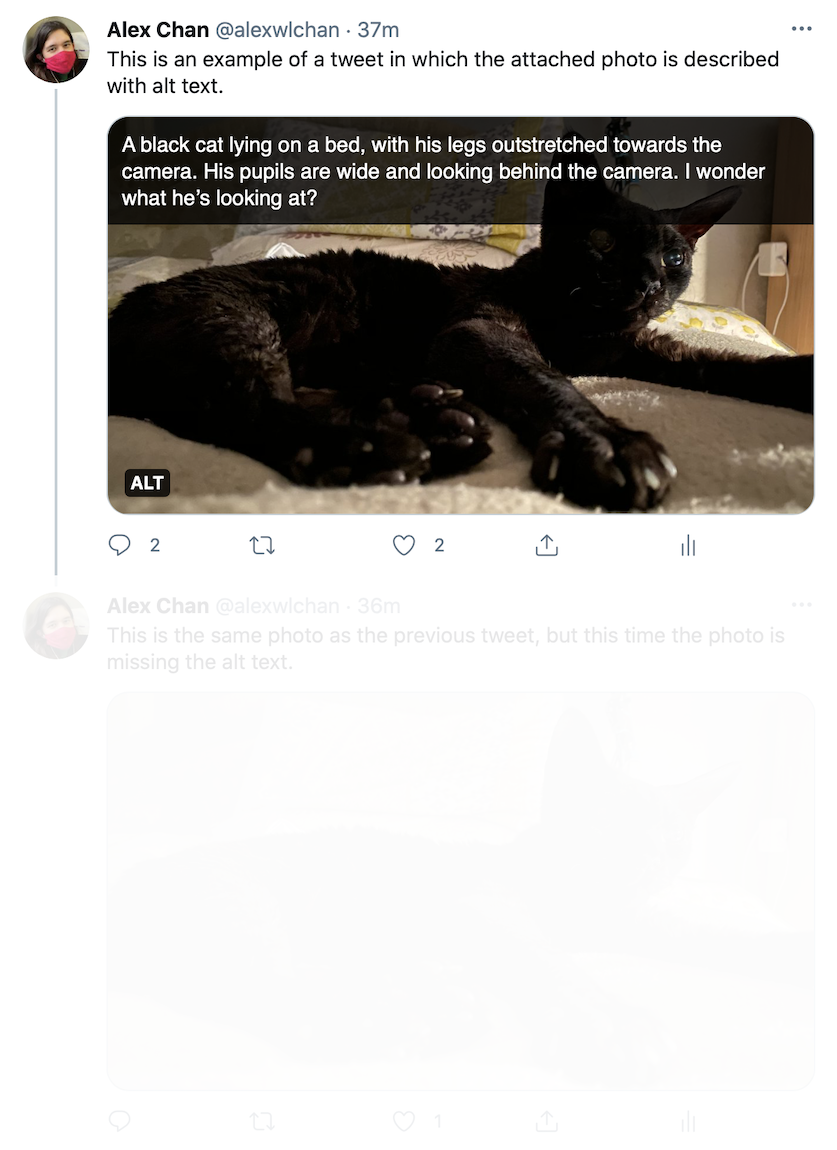 Alex Chan @alexwlchan · 37m
This is an example of a tweet in which the attached photo is described
with alt text.
A black cat lying on a bed, with his legs outstretched towards the
camera. His pupils are wide and looking behind the camera. I wonder
what he’s looking at?
ALT
2 2
Alex Chan @alexwlchan · 36m
This is the same photo as the previous tweet, but this time the photo is
missing the alt text.
1